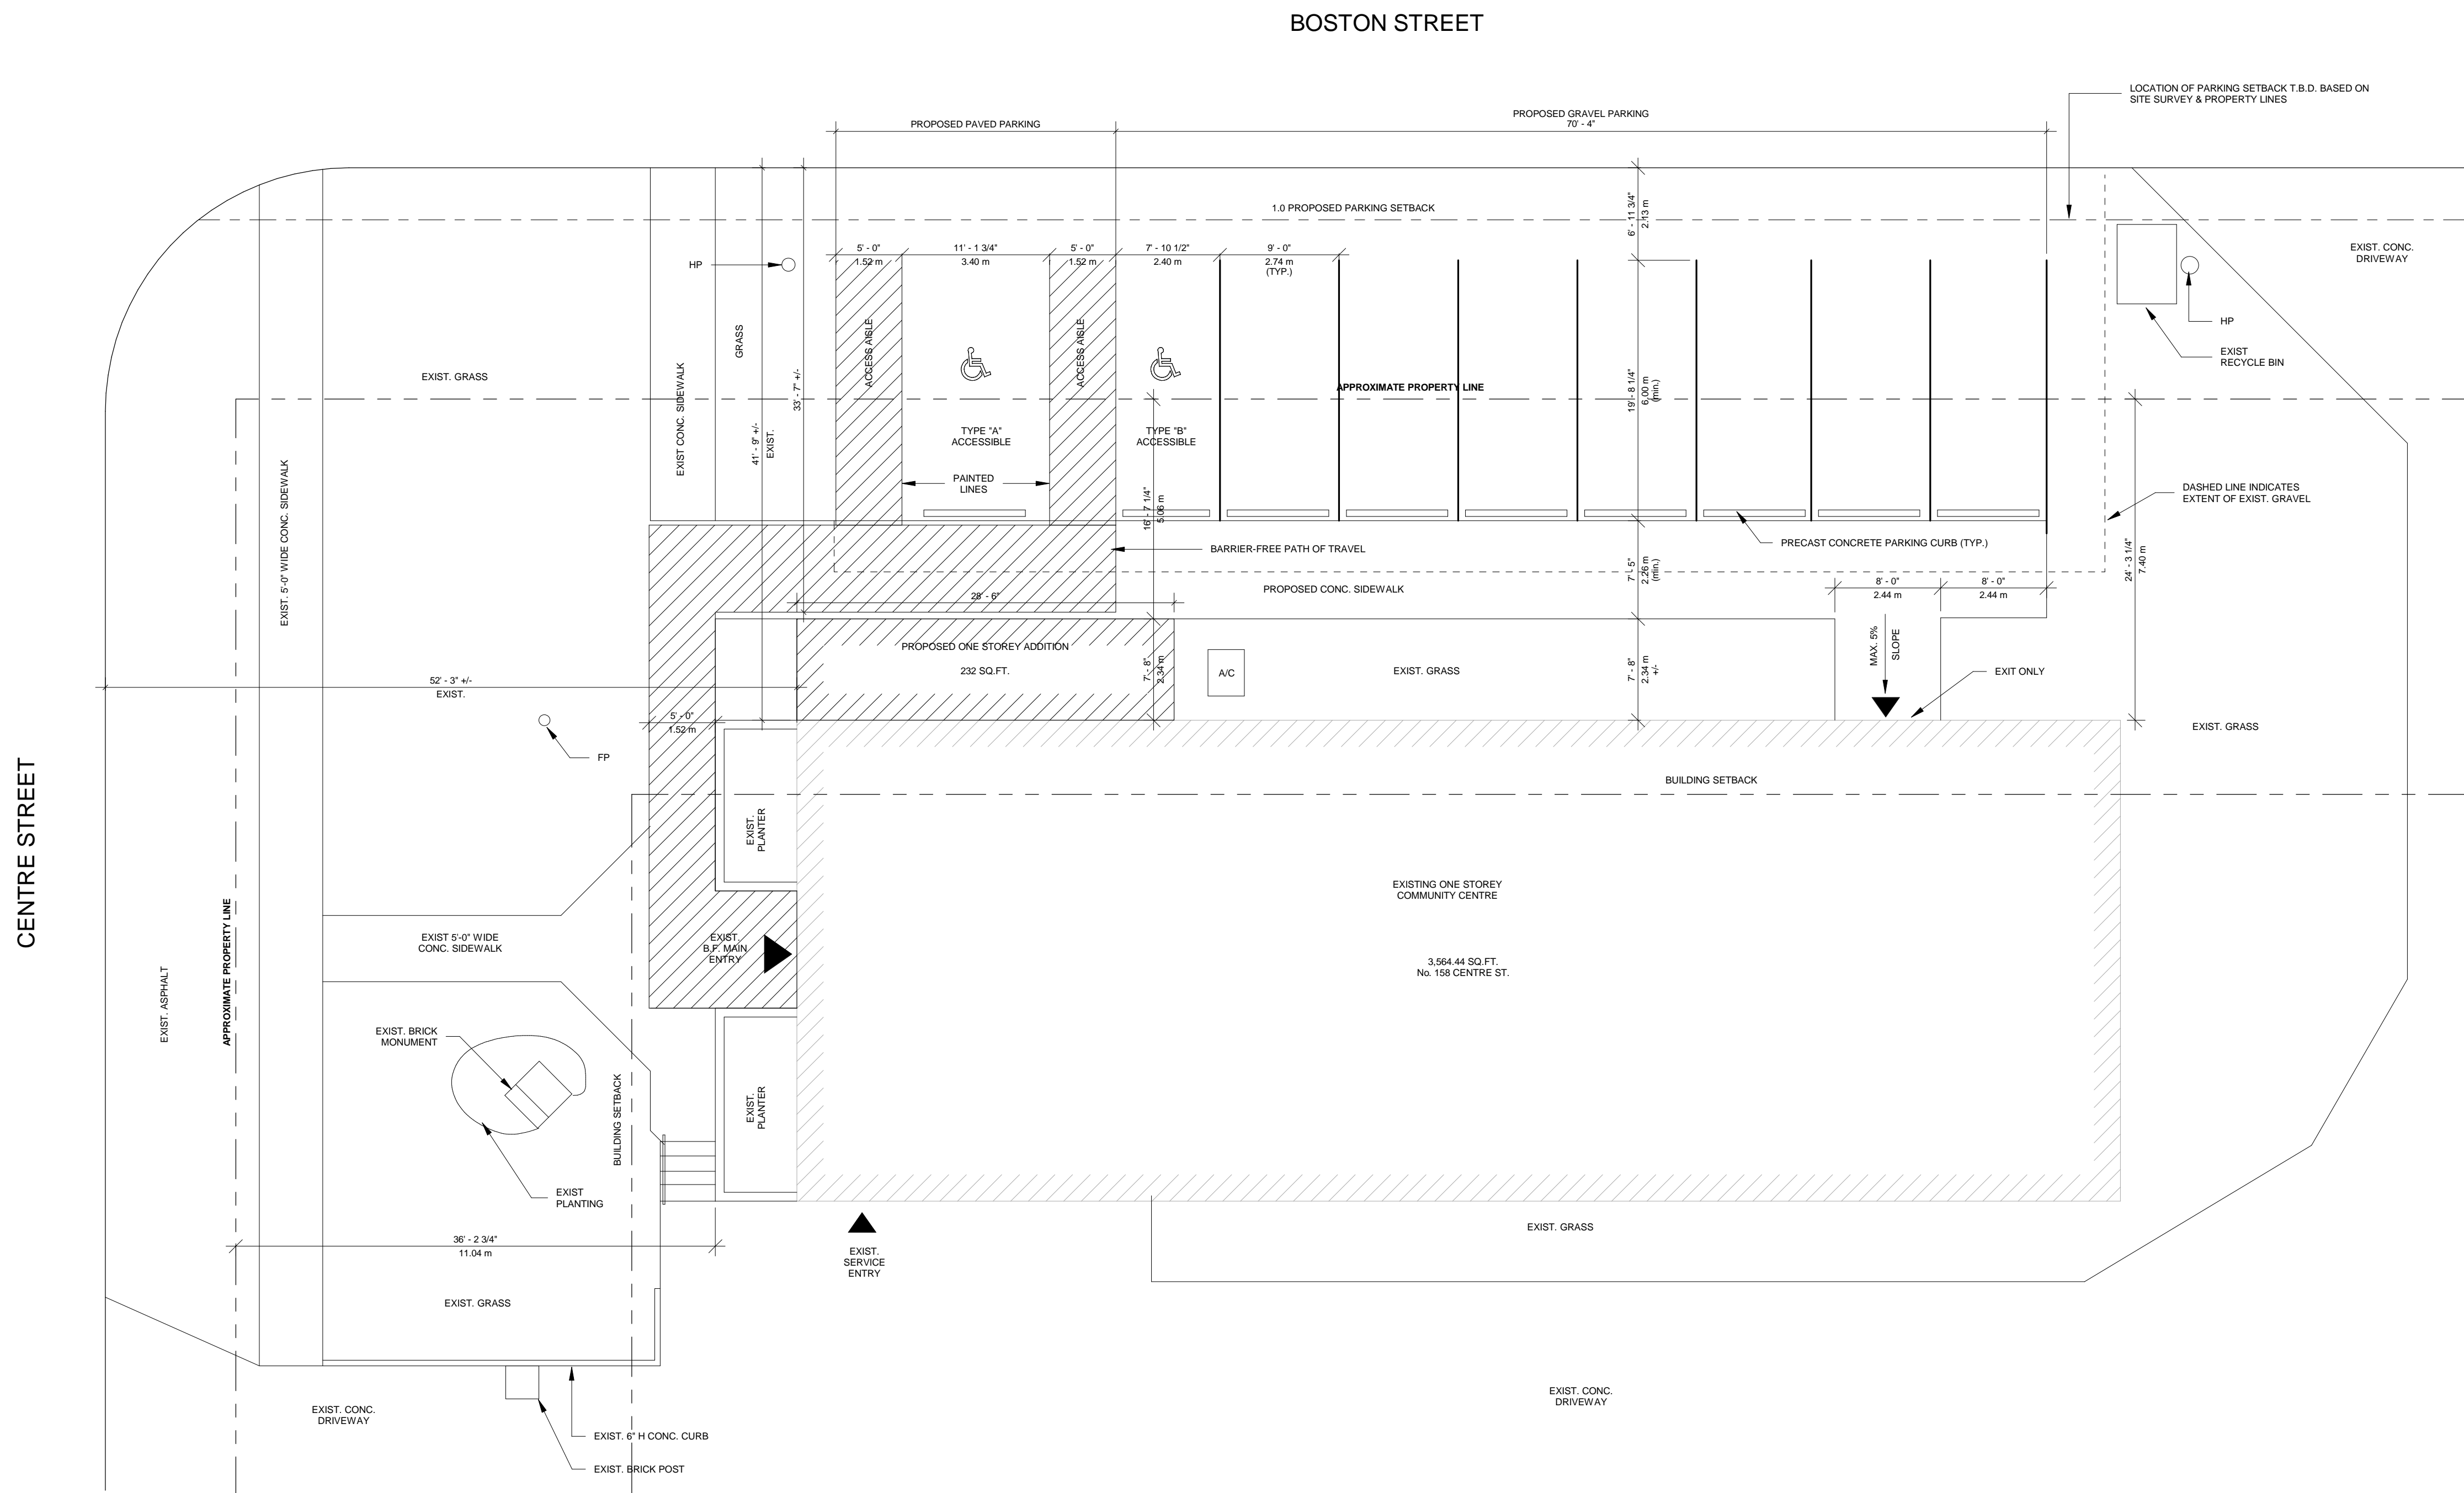 BOSTON STREET
LOCATION OF PARKING SETBACK T.B.D. BASED ON
SITE SURVEY & PROPERTY LINES
PROPOSED PAVED PARKING
PROPOSED GRAVEL PARKING
70' - 4"
1.0 PROPOSED PARKING SETBACK
6' - 11 3/4"
2.13 m
HP
5' - 0"
1.52 m
11' - 1 3/4"
3.40 m
5' - 0"
1.52 m
7' - 10 1/2"
2.40 m
9' - 0"
2.74 m
(TYP.)
EXIST. CONC.
DRIVEWAY
HP
EXIST
RECYCLE BIN
GRASS
EXIST CONC. SIDEWALK
33' - 7" +/-
41' - 9" +/-
EXIST.
ACCESS AISLE
ACCESS AISLE
EXIST. GRASS
APPROXIMATE PROPERTY LINE
19' - 8 1/4"
6.00 m
(min.)
TYPE "A"
ACCESSIBLE
TYPE "B"
ACCESSIBLE
PAINTED
LINES
16' - 7 1/4"
5.06 m
DASHED LINE INDICATES
EXTENT OF EXIST. GRAVEL
EXIST. 5'-0" WIDE CONC. SIDEWALK
BARRIER-FREE PATH OF TRAVEL
PRECAST CONCRETE PARKING CURB (TYP.)
7' - 5"
2.26 m
(min.)
24' - 3 1/4"
7.40 m
PROPOSED CONC. SIDEWALK
8' - 0"
2.44 m
8' - 0"
2.44 m
28' - 6"
PROPOSED ONE STOREY ADDITION
232 SQ.FT.
7' - 8"
2.34 m
A/C
EXIST. GRASS
7' - 8"
2.34 m
+/-
MAX. 5%
SLOPE
EXIT ONLY
52' - 3" +/-
EXIST.
5' - 0"
1.52 m
EXIST. GRASS
FP
BUILDING SETBACK
CENTRE STREET
EXIST.
PLANTER
EXISTING ONE STOREY
COMMUNITY CENTRE
3,564.44 SQ.FT.
No. 158 CENTRE ST.
EXIST 5'-0" WIDE
CONC. SIDEWALK
EXIST.
B.F. MAIN
ENTRY
EXIST. ASPHALT
APPROXIMATE PROPERTY LINE
EXIST. BRICK
MONUMENT
BUILDING SETBACK
EXIST.
PLANTER
EXIST
PLANTING
36' - 2 3/4"
11.04 m
EXIST.
SERVICE
ENTRY
EXIST. GRASS
EXIST. GRASS
EXIST. CONC.
DRIVEWAY
EXIST. CONC.
DRIVEWAY
EXIST. 6" H CONC. CURB
EXIST. BRICK POST